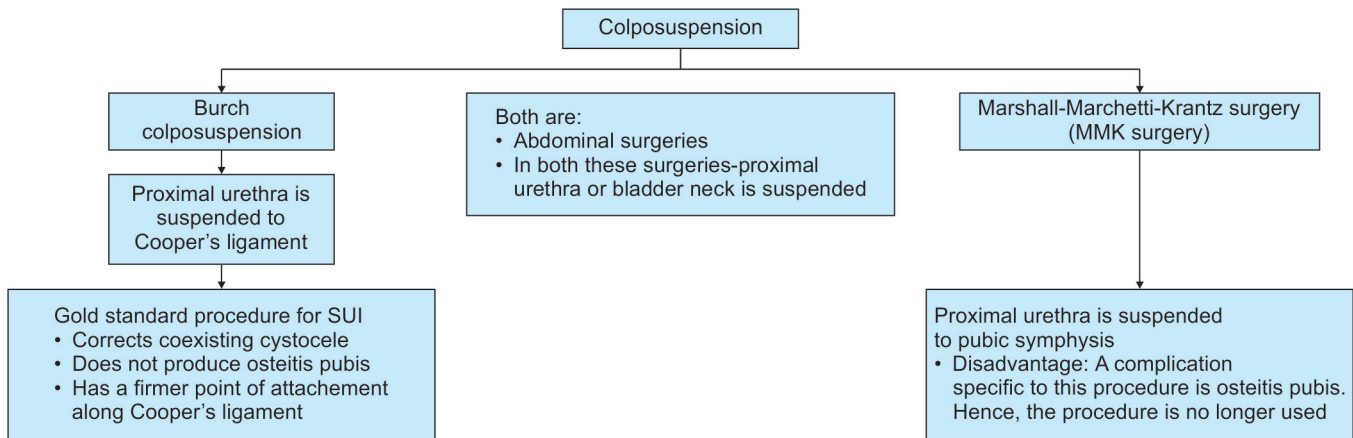 Colposuspension
Burch
colposuspension
Both are:
• Abdominal surgeries
• In both these surgeries-proximal
urethra or bladder neck is suspended
Marshall-Marchetti-Krantz surgery
(MMK surgery)
Proximal urethra is
suspended to
Cooper's ligament
Gold standard procedure for SUI
• Corrects coexisting cystocele
• Does not produce osteitis pubis
• Has a firmer point of attachement
along Cooper's ligament
Proximal urethra is suspended
to pubic symphysis
• Disadvantage: A complication
specific to this procedure is osteitis pubis.
Hence, the procedure is no longer used